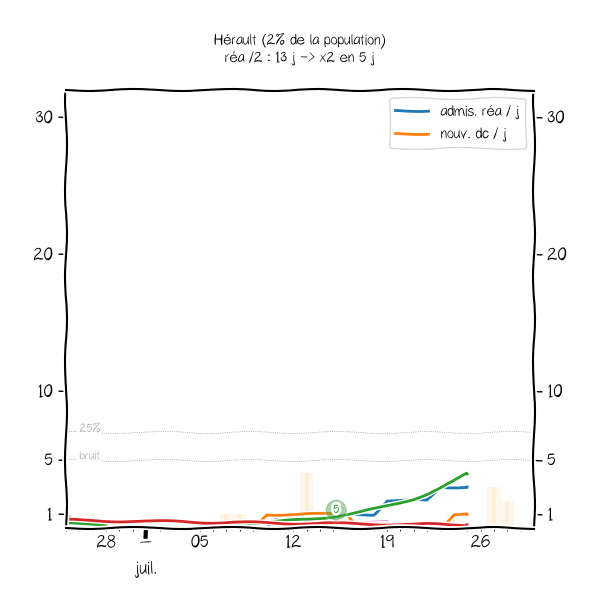 Hérault (2% de la population)
réa /2 : 13 j -> x2 en 5 j
admis. réa / j
nouv. dc / j
30 30
20 20
10 10
25%
5 bruit 5
5
1 1
28 1 05 12 19 26
juil.